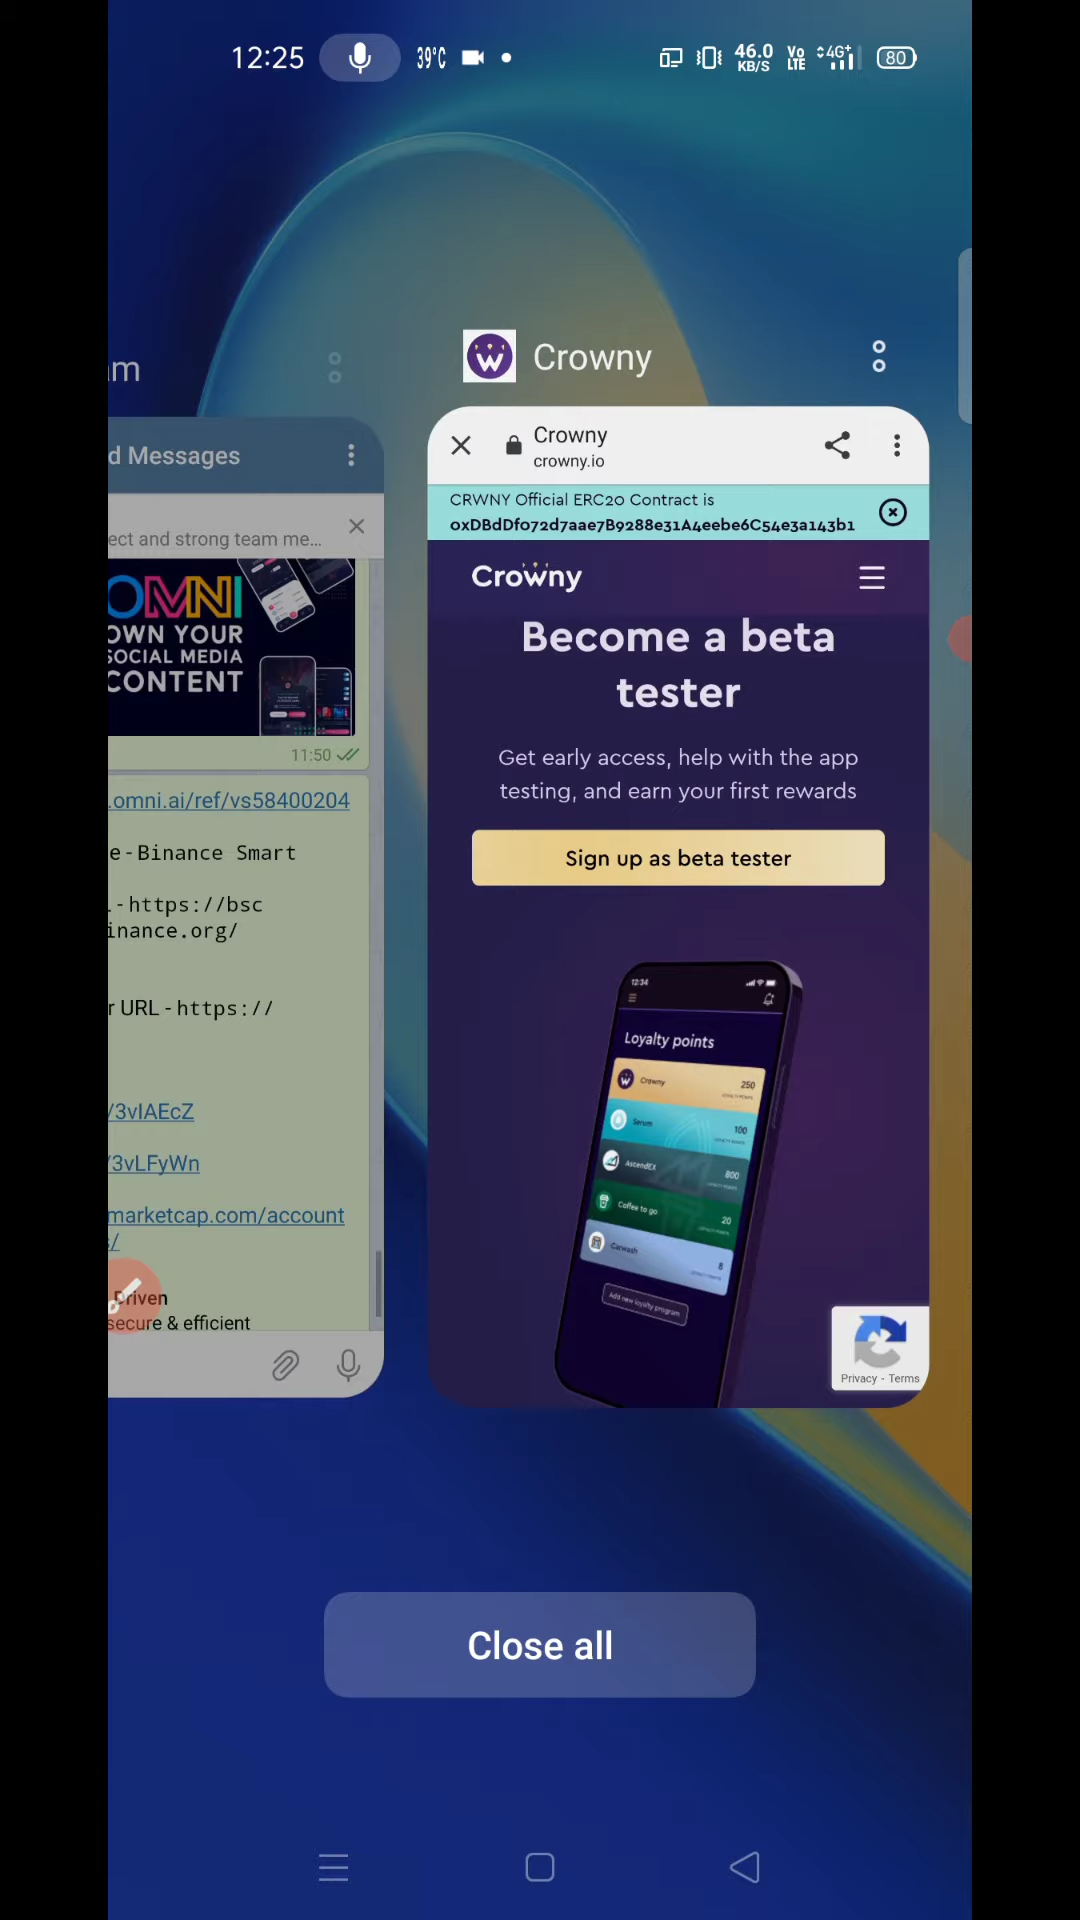 12:25
39°C
46.0
KB/S
Vo
LTE
4G+
80
am
Crowny
d Messages
ect and strong team me...
OMNI
OWN YOUR
SOCIAL MEDIA
CONTENT
11:50
.omni.ai/ref/vs58400204
e-Binance Smart
.-https://bsc
inance.org/
r URL-https://
/3vlAEcZ
/3vLFyWn
marketcap.com/account
s/
Driven
secure & efficient
Crowny
crowny.io
CRWNY Official ERC20 Contract is
0xDBdDf072d7aae7B9288e31A4eebe6C54e3a143b1
Crowny
Become a beta
tester
Get early access, help with the app
testing, and earn your first rewards
Sign up as beta tester
12:34
Loyalty points
Crowny
250
Serum
100
AscendEX
800
Coffee to go
20
Carwash
8
Add new loyalty program
Privacy - Terms
Close all